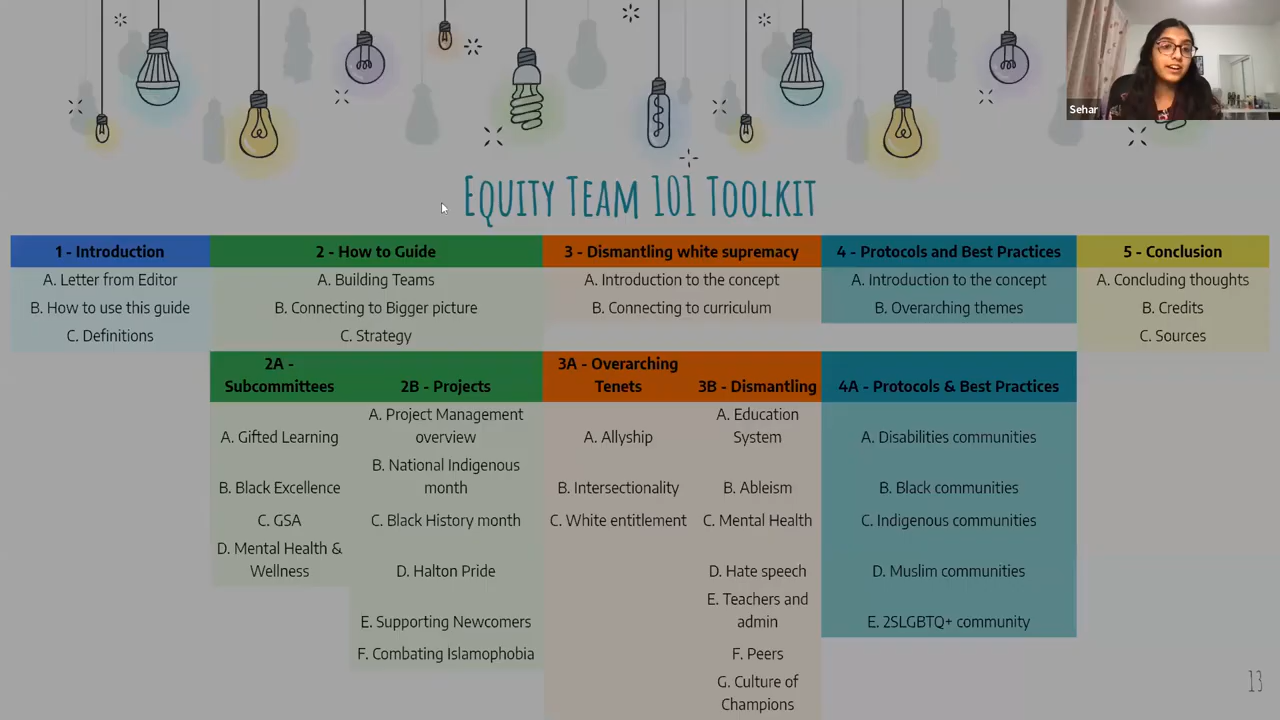 Sehar
Equity Team 101 Toolkit
1 - Introduction
A. Letter from Editor
B. How to use this guide
C. Definitions
2 - How to Guide
A. Building Teams
B. Connecting to Bigger picture
C. Strategy
2A -
Subcommittees
A. Gifted Learning
B. Black Excellence
C. GSA
D. Mental Health &
Wellness
2B - Projects
A. Project Management
overview
B. National Indigenous
month
C. Black History month
D. Halton Pride
E. Supporting Newcomers
F. Combating Islamophobia
3 - Dismantling white supremacy
A. Introduction to the concept
B. Connecting to curriculum
3A - Overarching
Tenets
A. Allyship
B. Intersectionality
C. White entitlement
3B - Dismantling
A. Education
System
B. Ableism
C. Mental Health
D. Hate speech
E. Teachers and
admin
F. Peers
G. Culture of
Champions
4 - Protocols and Best Practices
A. Introduction to the concept
B. Overarching themes
4A - Protocols & Best Practices
A. Disabilities communities
B. Black communities
C. Indigenous communities
D. Muslim communities
E. 2SLGBTQ+ community
5 - Conclusion
A. Concluding thoughts
B. Credits
C. Sources
13